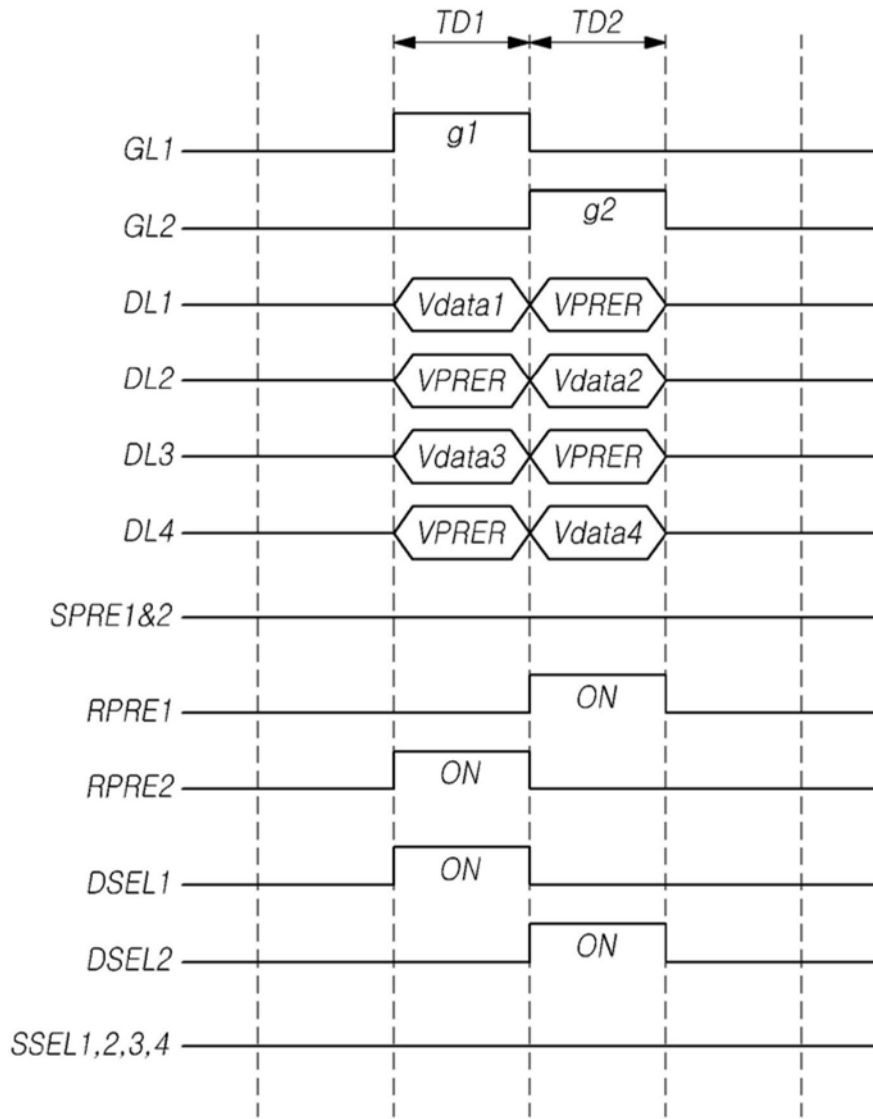 TD1 TD2
GL1 g1
GL2 g2
DL1 Vdata1 VPRER
DL2 VPRER Vdata2
DL3 Vdata3 VPRER
DL4 VPRER Vdata4
SPRE1&2
RPRE1 ON
RPRE2 ON
DSEL1 ON
DSEL2 ON
SSEL1,2,3,4